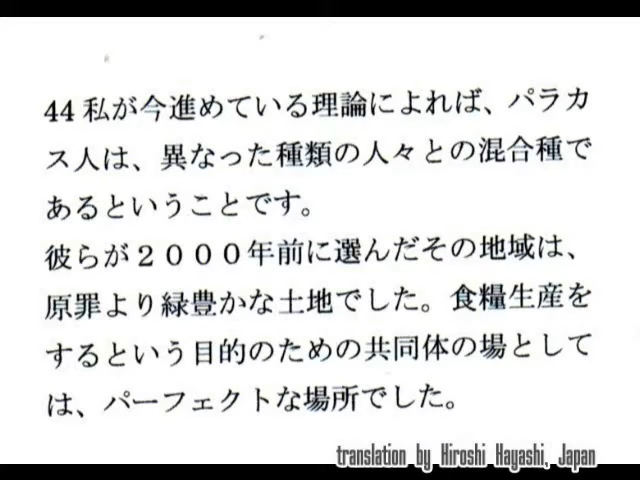 44 私が今進めている理論によれば、パラカ
ス人は、異なった種類の人々との混合種で
あるということです。
彼らが２０００年前に選んだその地域は、
原罪より緑豊かな土地でした。食糧生産を
するという目的のための共同体の場として
は、パーフェクトな場所でした。
translation by Hiroshi Hayashi, Japan